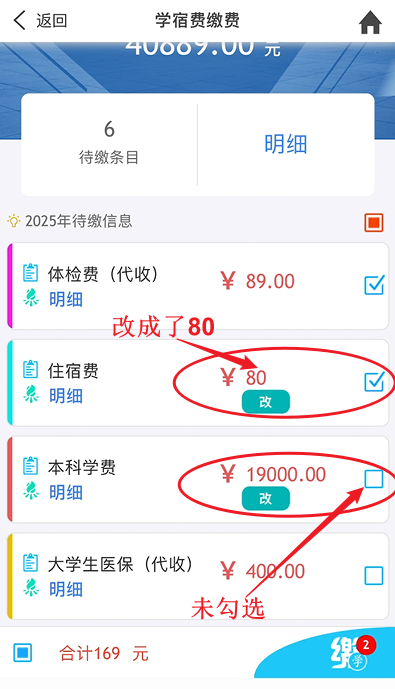 返回 学宿费缴费
40889.00 元
6
待缴条目
明细
2025年待缴信息
体检费（代收） ¥ 89.00
明细
改成了80
住宿费 ¥ 80
明细 改
本科学费 ¥ 19000.00
明细 改
大学生医保（代收） ¥ 400.00
明细
未勾选
合计169 元
缴 学 2